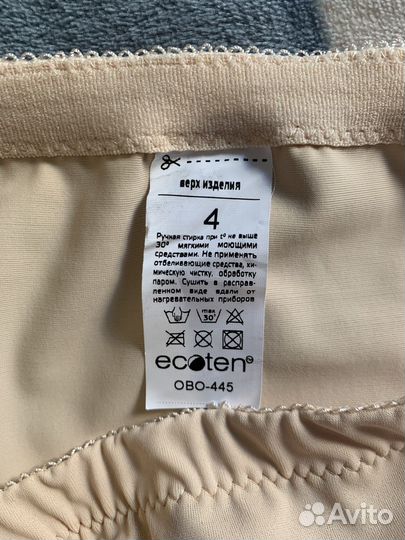 верх изделия
4
Ручная стирка при t° не выше
30° мягкими моющими
средствами. Не применять
отбеливающие средства, хи-
мическую чистку, обработку
паром. Сушить в расправ-
ленном виде вдали от
нагревательных приборов
max
30°
ecoten
ОВО-445
Avito